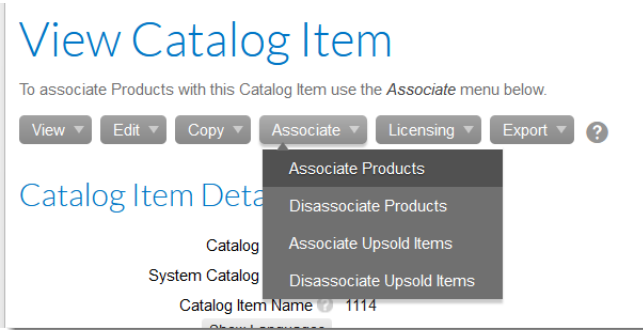 View Catalog Item
To associate Products with this Catalog Item use the Associate menu below.
View Edit Copy Associate Licensing Export ?
Associate Products
Catalog Item Deta
Disassociate Products
Catalog
Associate Upsold Items
System Catalog
Disassociate Upsold Items
Catalog Item Name ? 1114
Show Languages